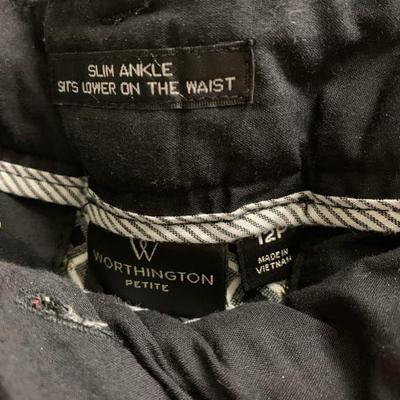 SLIM ANKLE
SITS LOWER ON THE WAIST
W
WORTHINGTON
PETITE
12P
MADE IN
VIETNAM